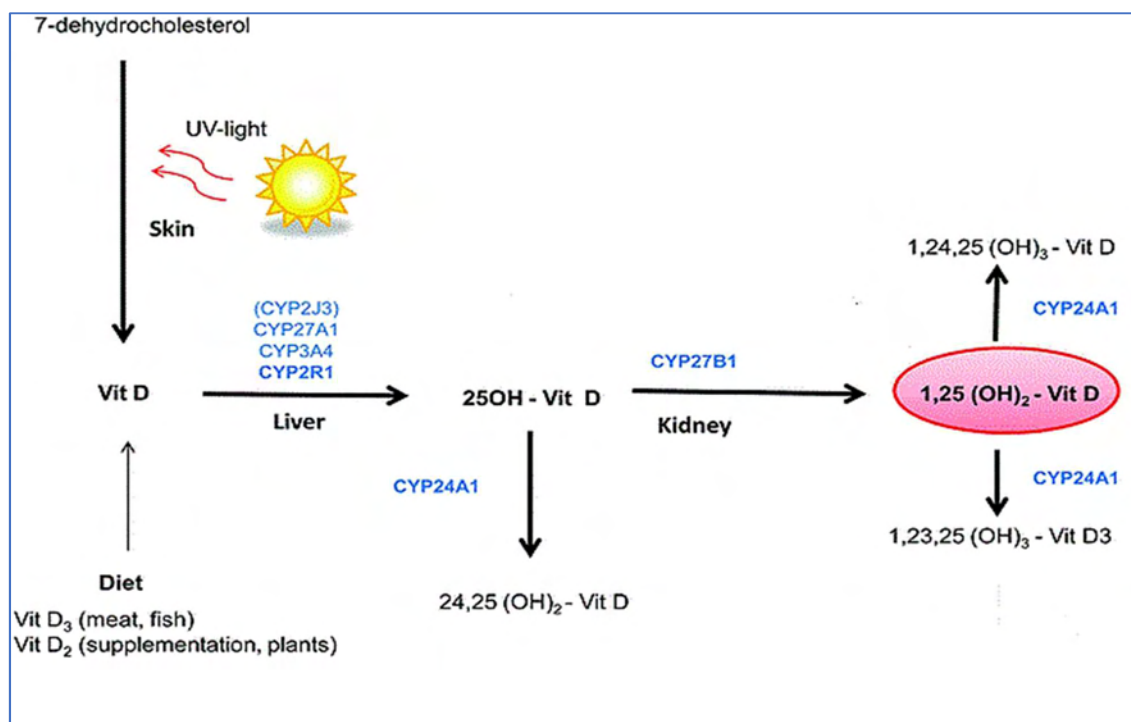 7-dehydrocholesterol
UV-light
Skin
(CYP2J3)
CYP27A1
CYP3A4
CYP2R1
Vit D
Liver
25OH - Vit D
CYP27B1
Kidney
1,24,25 (OH)₃ - Vit D
CYP24A1
1,25 (OH)₂ - Vit D
CYP24A1
1,23,25 (OH)₃ - Vit D3
CYP24A1
24,25 (OH)₂ - Vit D
Diet
Vit D₃ (meat, fish)
Vit D₂ (supplementation, plants)